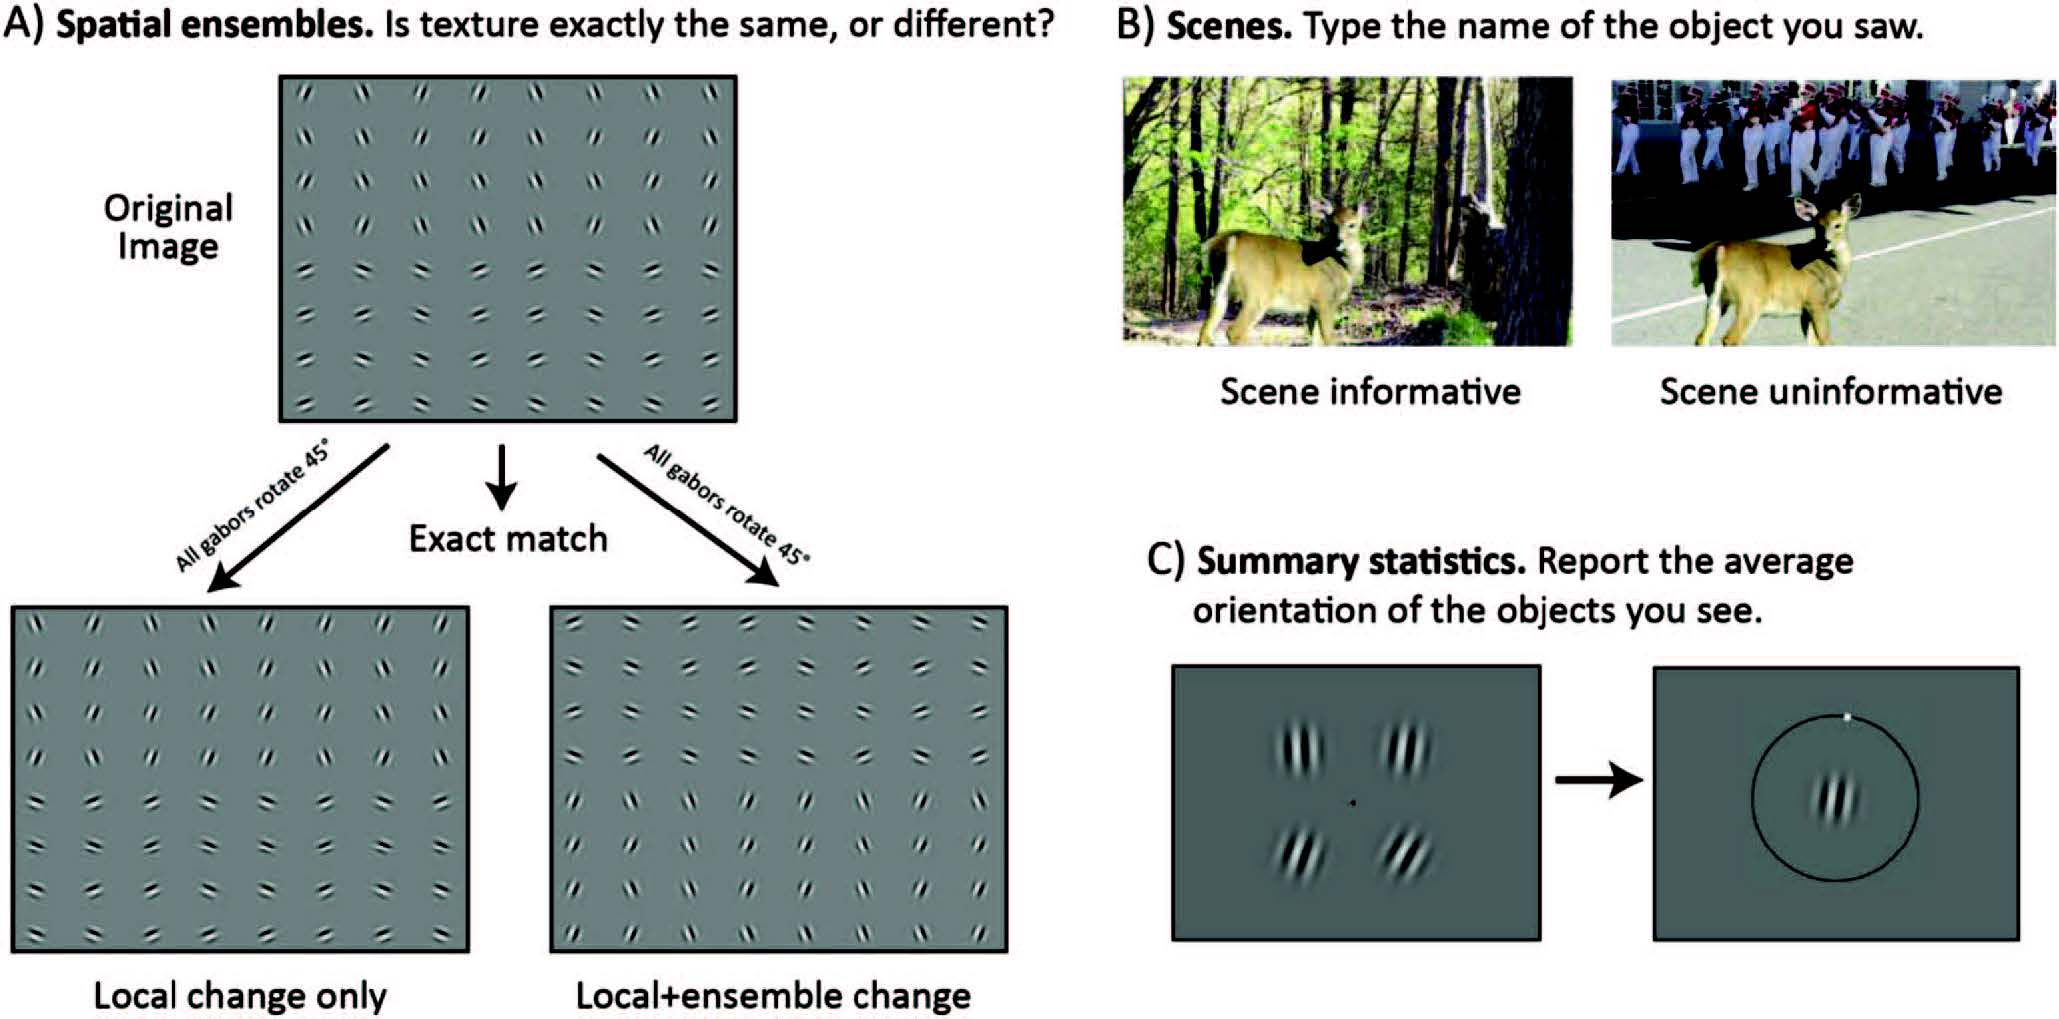 A) Spatial ensembles. Is texture exactly the same, or different?
Original
Image
All gabors rotate 45°
Exact match
All gabors rotate 45°
Local change only
Local+ensemble change
B) Scenes. Type the name of the object you saw.
Scene informative
Scene uninformative
C) Summary statistics. Report the average
orientation of the objects you see.